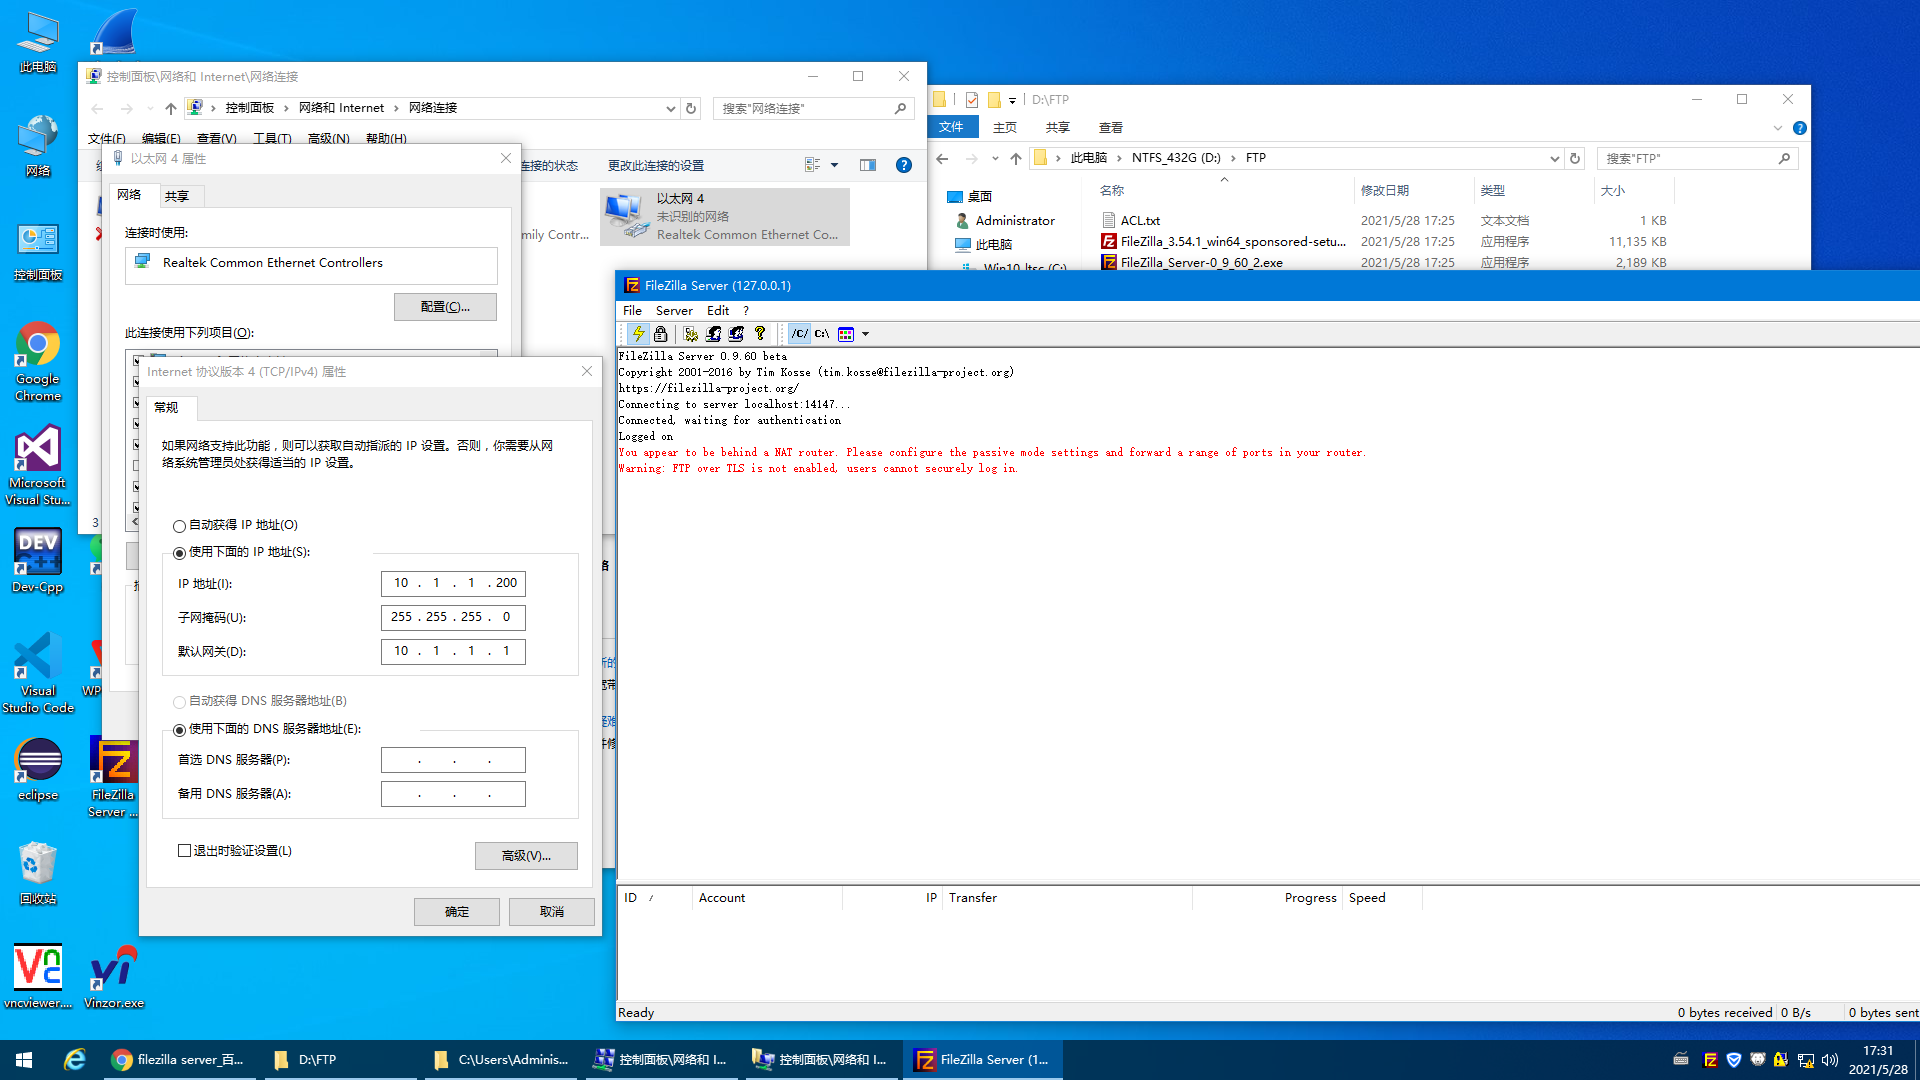 此电脑
网络
控制面板
Google Chrome
Microsoft Visual Stu...
Dev-Cpp
Visual Studio Code
WP
eclipse
FileZilla Server ...
回收站
vncviewer....
Vinzor.exe
控制面板\网络和 Internet\网络连接
控制面板 › 网络和 Internet › 网络连接
搜索"网络连接"
文件(F) 编辑(E) 查看(V) 工具(T) 高级(N) 帮助(H)
连接的状态 更改此连接的设置
以太网 4
未识别的网络
Realtek Common Ethernet Co...
mily Contr...
3
以太网 4 属性
网络 共享
连接时使用:
Realtek Common Ethernet Controllers
配置(C)...
此连接使用下列项目(O):
Internet 协议版本 4 (TCP/IPv4) 属性
常规
如果网络支持此功能，则可以获取自动指派的 IP 设置。否则，你需要从网
络系统管理员处获得适当的 IP 设置。
自动获得 IP 地址(O)
使用下面的 IP 地址(S):
IP 地址(I): 10 . 1 . 1 . 200
子网掩码(U): 255 . 255 . 255 . 0
默认网关(D): 10 . 1 . 1 . 1
自动获得 DNS 服务器地址(B)
使用下面的 DNS 服务器地址(E):
首选 DNS 服务器(P): . . .
备用 DNS 服务器(A): . . .
退出时验证设置(L)
高级(V)...
确定 取消
D:\FTP
文件 主页 共享 查看
此电脑 › NTFS_432G (D:) › FTP
搜索"FTP"
桌面
Administrator
此电脑
Win10_ltsc (C:)
名称 修改日期 类型 大小
ACL.txt 2021/5/28 17:25 文本文档 1 KB
FileZilla_3.54.1_win64_sponsored-setu... 2021/5/28 17:25 应用程序 11,135 KB
FileZilla_Server-0_9_60_2.exe 2021/5/28 17:25 应用程序 2,189 KB
FileZilla Server (127.0.0.1)
File Server Edit ?
/C/ C:\
FileZilla Server 0.9.60 beta
Copyright 2001-2016 by Tim Kosse (tim.kosse@filezilla-project.org)
https://filezilla-project.org/
Connecting to server localhost:14147...
Connected, waiting for authentication
Logged on
You appear to be behind a NAT router. Please configure the passive mode settings and forward a range of ports in your router.
Warning: FTP over TLS is not enabled, users cannot securely log in.
ID / Account IP Transfer Progress Speed
Ready 0 bytes received 0 B/s 0 bytes sent
filezilla server_百...
D:\FTP
C:\Users\Adminis...
控制面板\网络和 I...
控制面板\网络和 I...
FileZilla Server (1...
17:31
2021/5/28